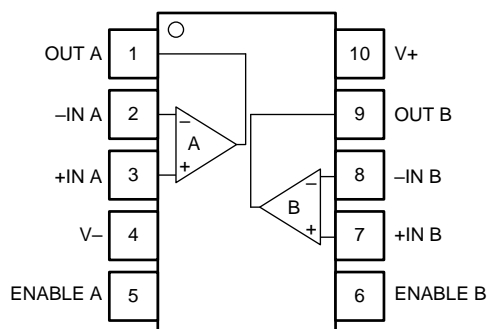 OUT A 1 10 V+
–IN A 2 – 9 OUT B
A
+IN A 3 + – 8 –IN B
B
V– 4 + 7 +IN B
ENABLE A 5 6 ENABLE B